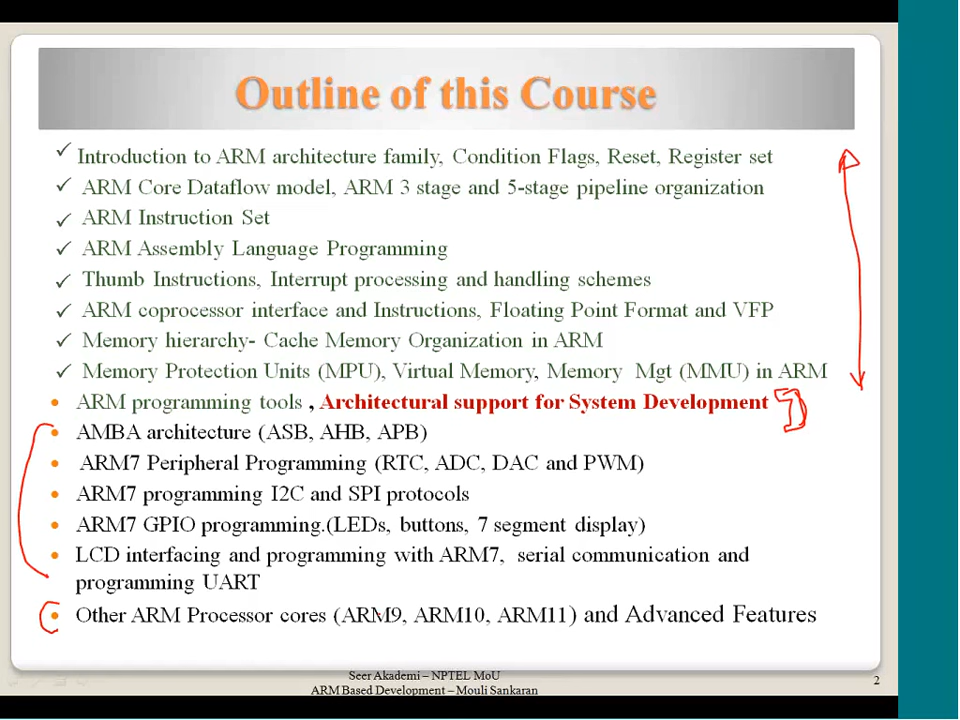 Outline of this Course
✓ Introduction to ARM architecture family, Condition Flags, Reset, Register set
✓ ARM Core Dataflow model, ARM 3 stage and 5-stage pipeline organization
✓ ARM Instruction Set
✓ ARM Assembly Language Programming
✓ Thumb Instructions, Interrupt processing and handling schemes
✓ ARM coprocessor interface and Instructions, Floating Point Format and VFP
✓ Memory hierarchy- Cache Memory Organization in ARM
✓ Memory Protection Units (MPU), Virtual Memory, Memory Mgt (MMU) in ARM
• ARM programming tools , Architectural support for System Development
• AMBA architecture (ASB, AHB, APB)
• ARM7 Peripheral Programming (RTC, ADC, DAC and PWM)
• ARM7 programming I2C and SPI protocols
• ARM7 GPIO programming.(LEDs, buttons, 7 segment display)
• LCD interfacing and programming with ARM7, serial communication and
programming UART
• Other ARM Processor cores (ARM9, ARM10, ARM11) and Advanced Features
Seer Akademi – NPTEL MoU
ARM Based Development – Mouli Sankaran
2